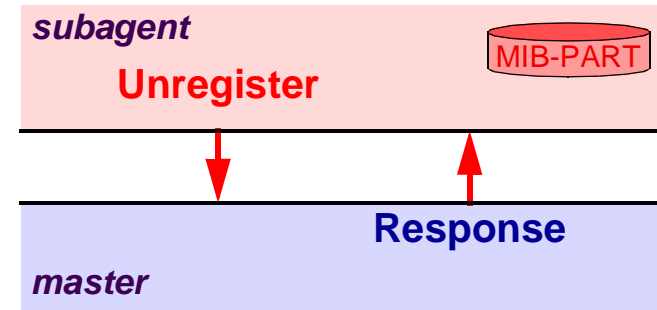 subagent
MIB-PART
Unregister
Response
master